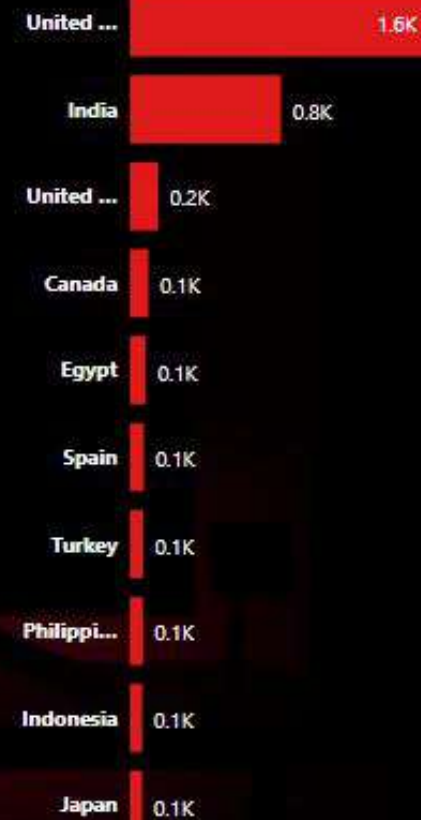 United ... 1.6K
India 0.8K
United ... 0.2K
Canada 0.1K
Egypt 0.1K
Spain 0.1K
Turkey 0.1K
Philippi... 0.1K
Indonesia 0.1K
Japan 0.1K